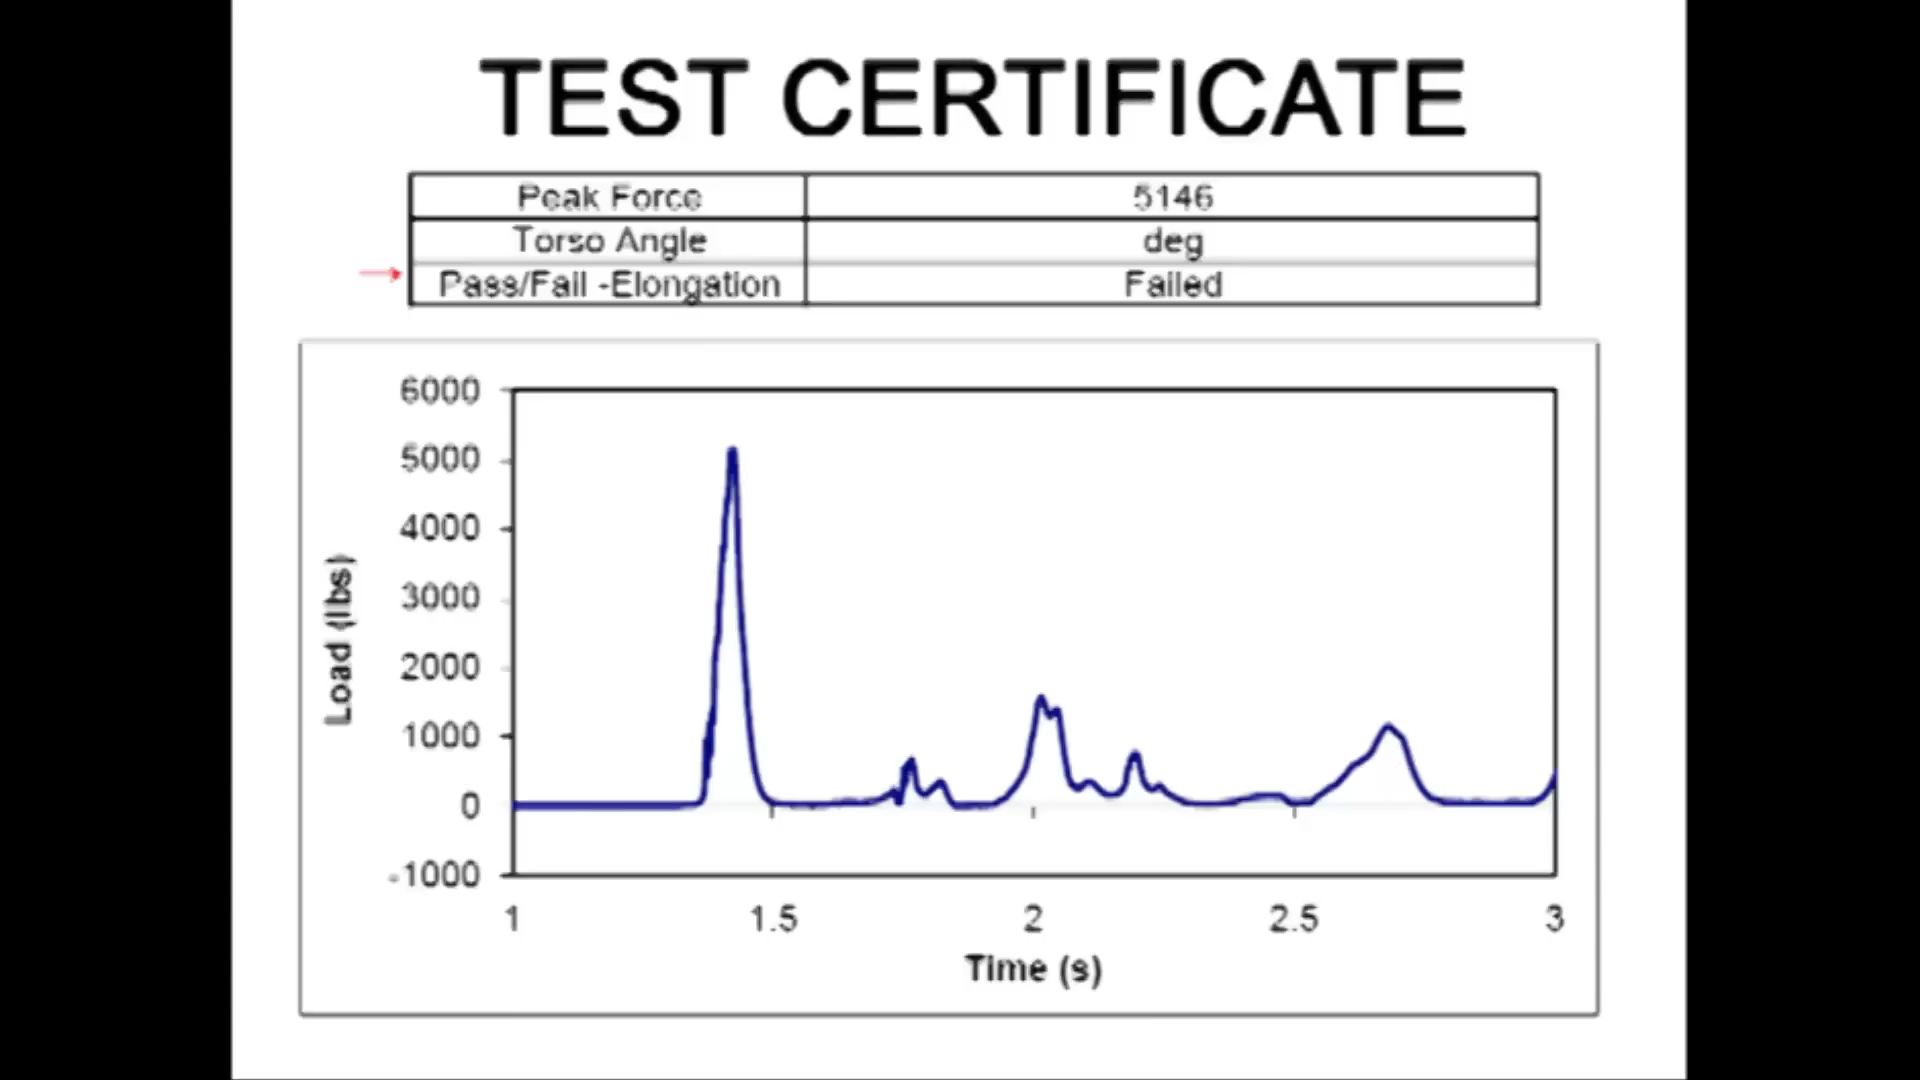 TEST CERTIFICATE
Peak Force 5146
Torso Angle deg
Pass/Fail -Elongation Failed
6000
5000
4000
3000
2000
1000
0
-1000
Load (lbs)
1 1.5 2 2.5 3
Time (s)